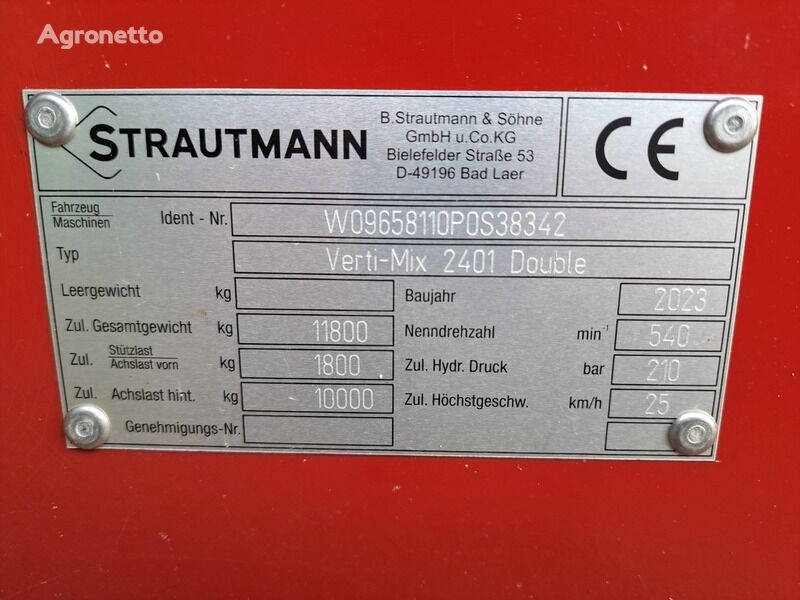 Agronetto
STRAUTMANN
B.Strautmann & Söhne
GmbH u.Co.KG
Bielefelder Straße 53
D-49196 Bad Laer
CE
Fahrzeug
Maschinen
Ident - Nr.
W09658110P0S38342
Typ
Verti-Mix 2401 Double
Leergewicht kg
Baujahr 2023
Zul. Gesamtgewicht kg 11800
Nenndrehzahl min⁻¹ 540
Zul. Stützlast
Achslast vorn kg 1800
Zul. Hydr. Druck bar 210
Zul. Achslast hint. kg 10000
Zul. Höchstgeschw. km/h 25
Genehmigungs-Nr.